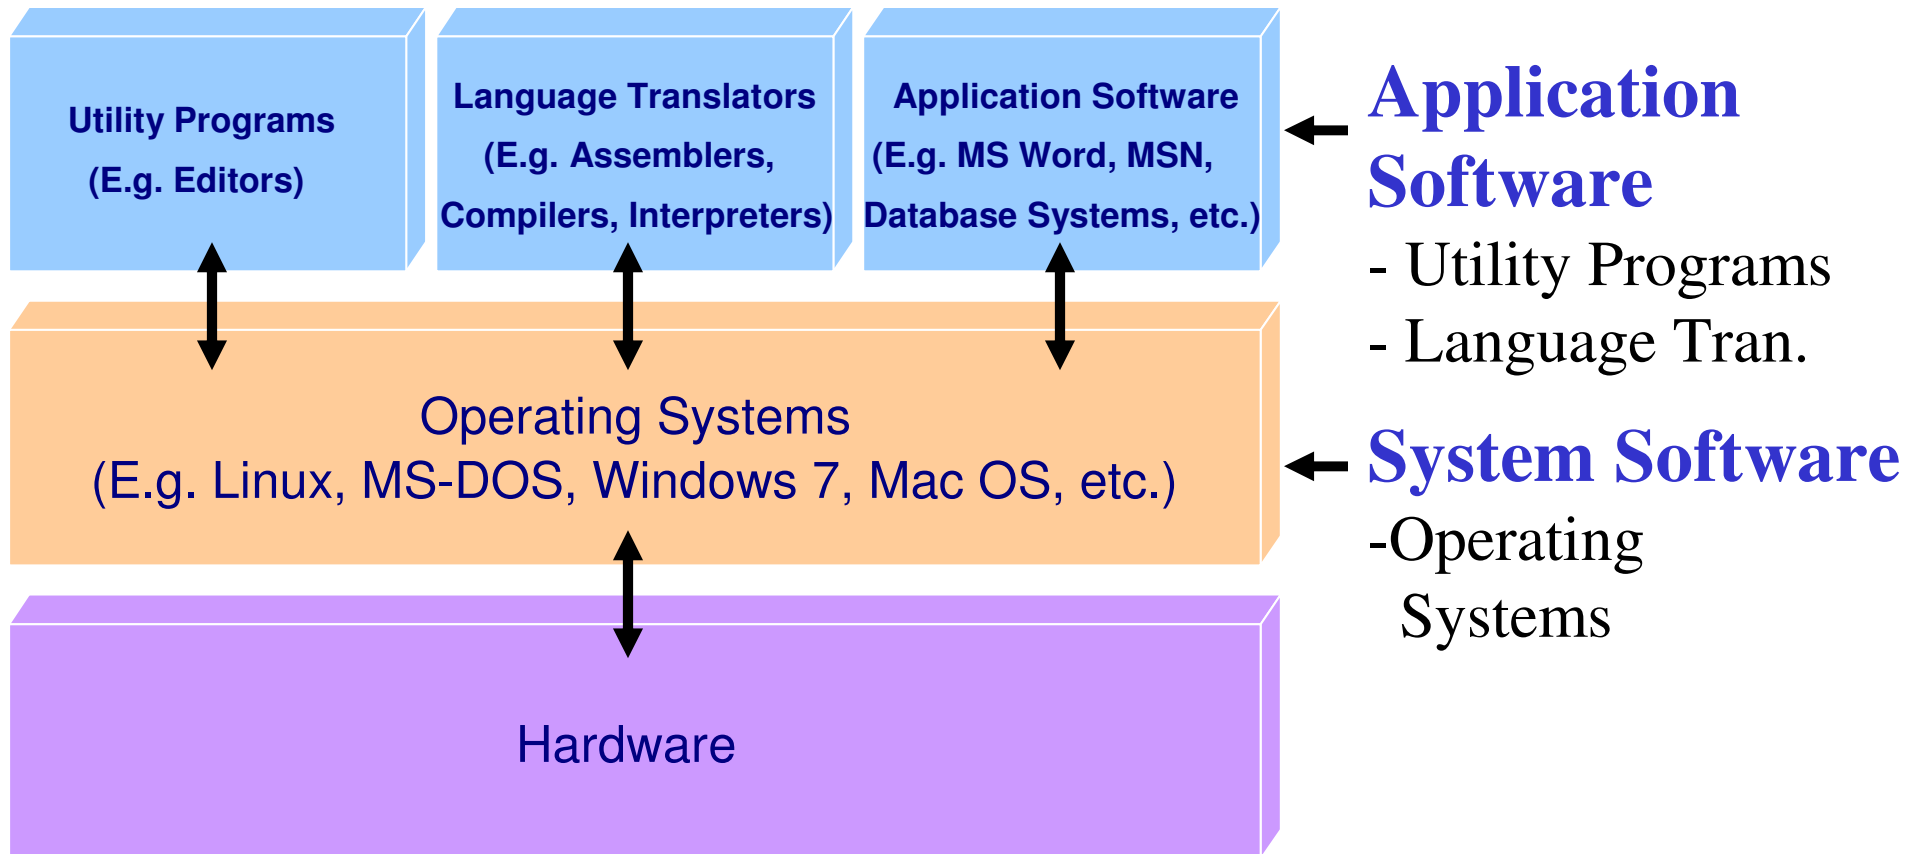 Utility Programs
(E.g. Editors)
Language Translators
(E.g. Assemblers,
Compilers, Interpreters)
Application Software
(E.g. MS Word, MSN,
Database Systems, etc.)
Application
Software
- Utility Programs
- Language Tran.
Operating Systems
(E.g. Linux, MS-DOS, Windows 7, Mac OS, etc.)
System Software
-Operating
Systems
Hardware